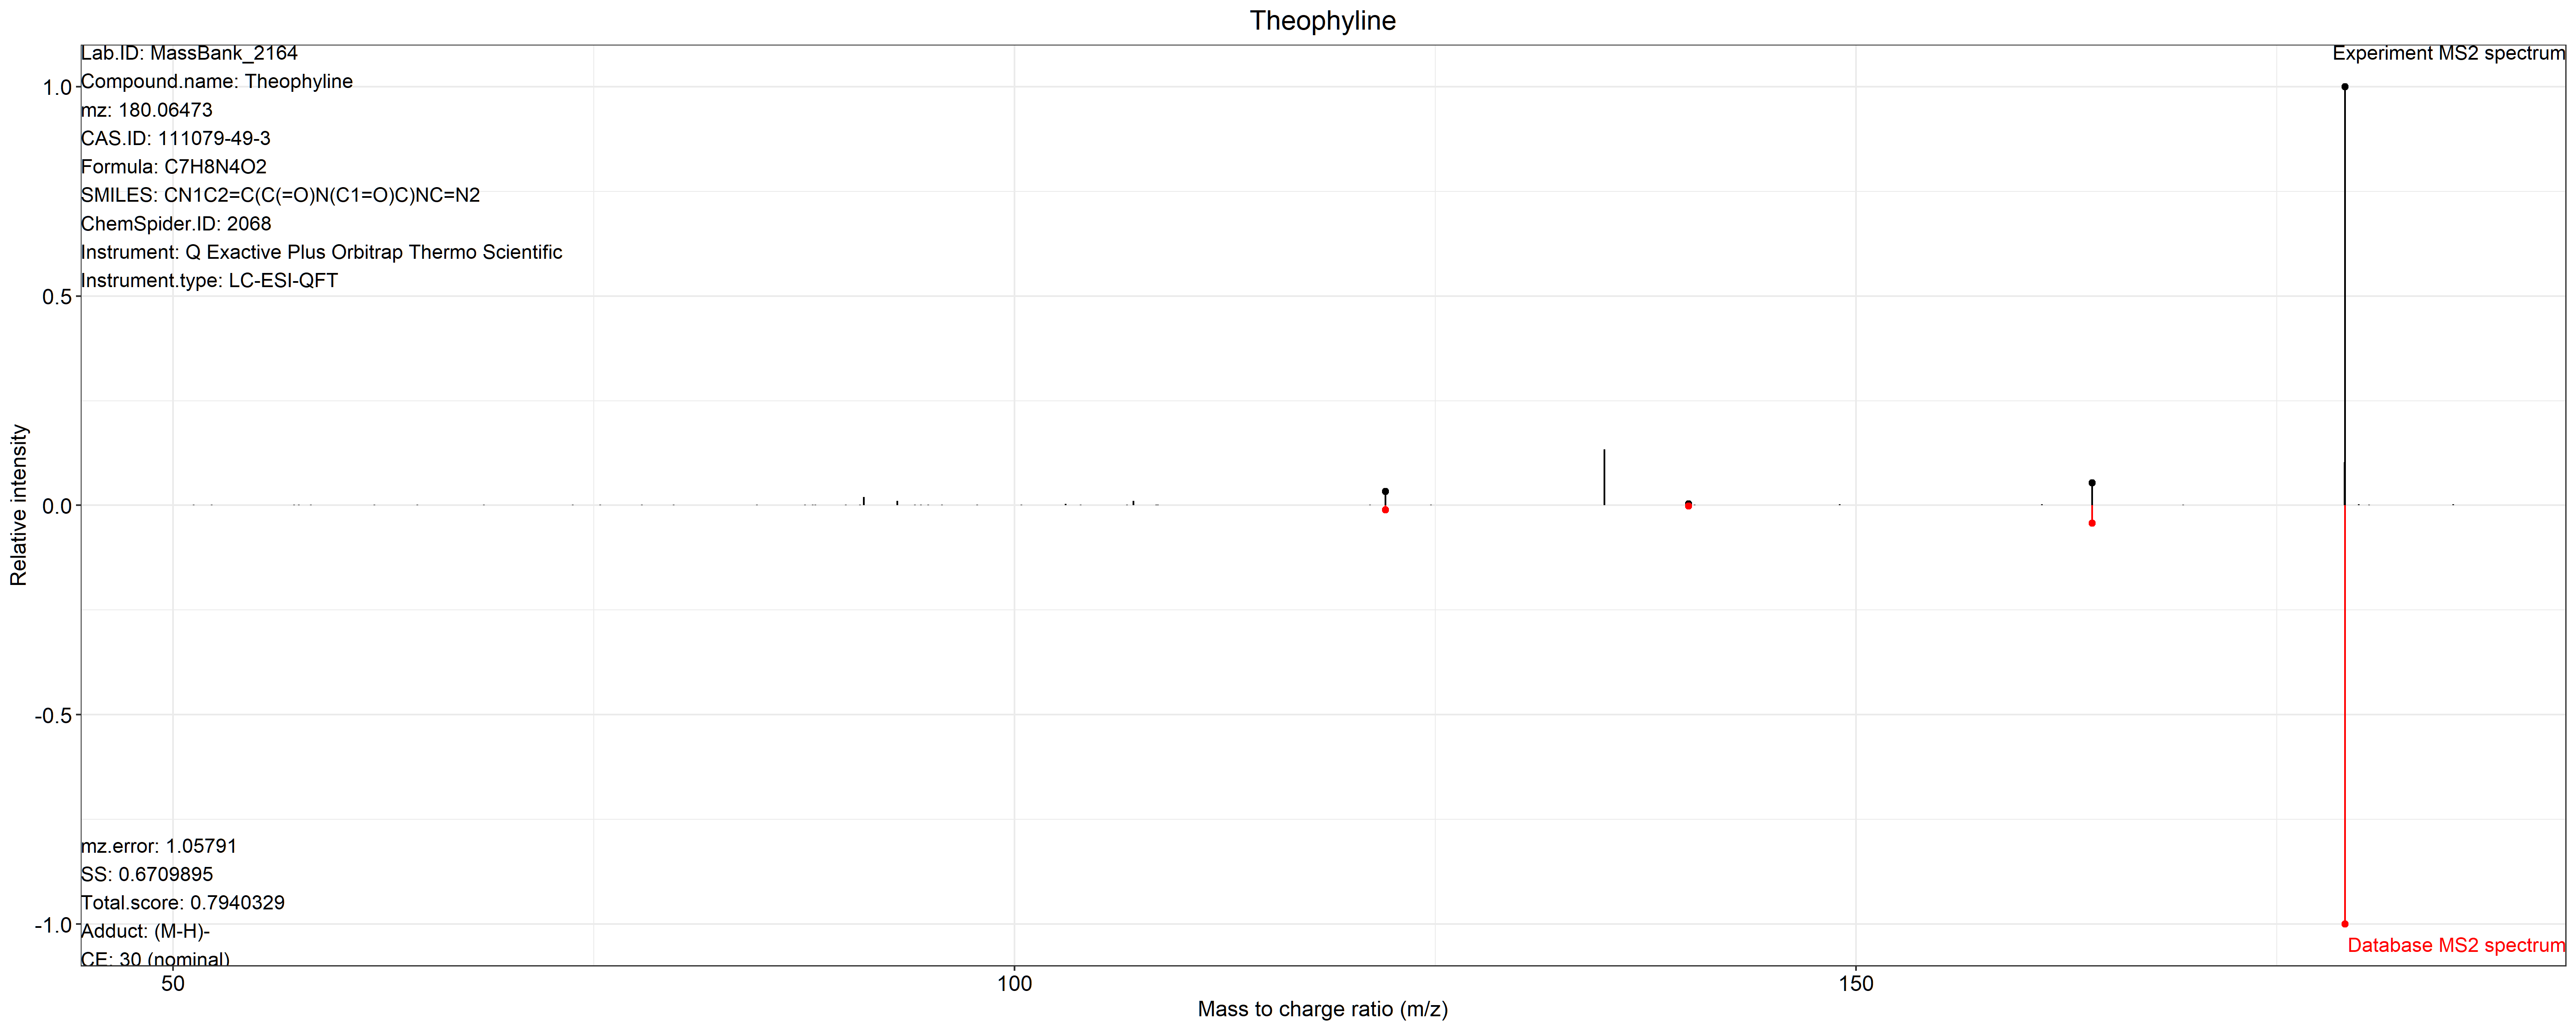 Theophyline
Lab.ID: MassBank_2164
Experiment MS2 spectrum
Compound.name: Theophyline
mz: 180.06473
CAS.ID: 111079-49-3
Formula: C7H8N4O2
SMILES: CN1C2=C(C(=O)N(C1=O)C)NC=N2
ChemSpider.ID: 2068
Instrument: Q Exactive Plus Orbitrap Thermo Scientific
Instrument.type: LC-ESI-QFT
1.0
0.5
0.0
-0.5
-1.0
Relative intensity
mz.error: 1.05791
SS: 0.6709895
Total.score: 0.7940329
Adduct: (M-H)-
CE: 30 (nominal)
Database MS2 spectrum
50 100 150
Mass to charge ratio (m/z)